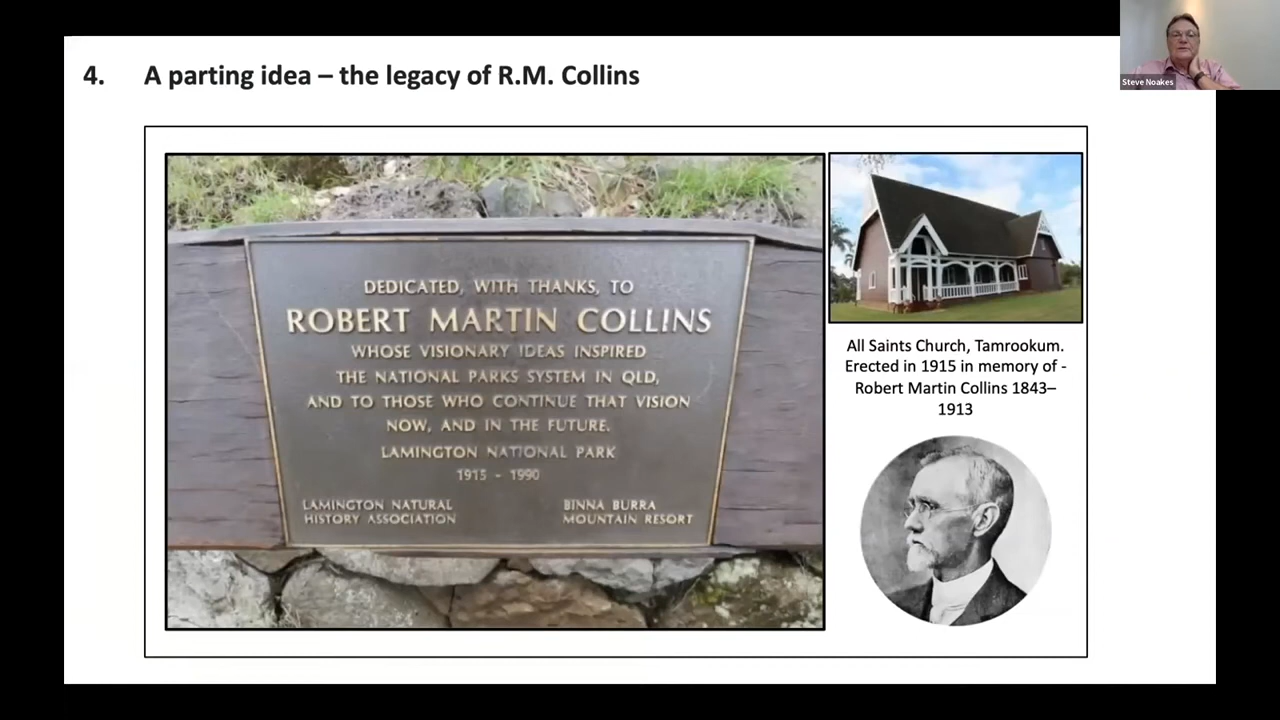 4. A parting idea – the legacy of R.M. Collins
Steve Noakes
DEDICATED, WITH THANKS, TO
ROBERT MARTIN COLLINS
WHOSE VISIONARY IDEAS INSPIRED
THE NATIONAL PARKS SYSTEM IN QLD,
AND TO THOSE WHO CONTINUE THAT VISION
NOW, AND IN THE FUTURE.
LAMINGTON NATIONAL PARK
1915 - 1990
LAMINGTON NATURAL
HISTORY ASSOCIATION
BINNA BURRA
MOUNTAIN RESORT
All Saints Church, Tamrookum.
Erected in 1915 in memory of -
Robert Martin Collins 1843–
1913